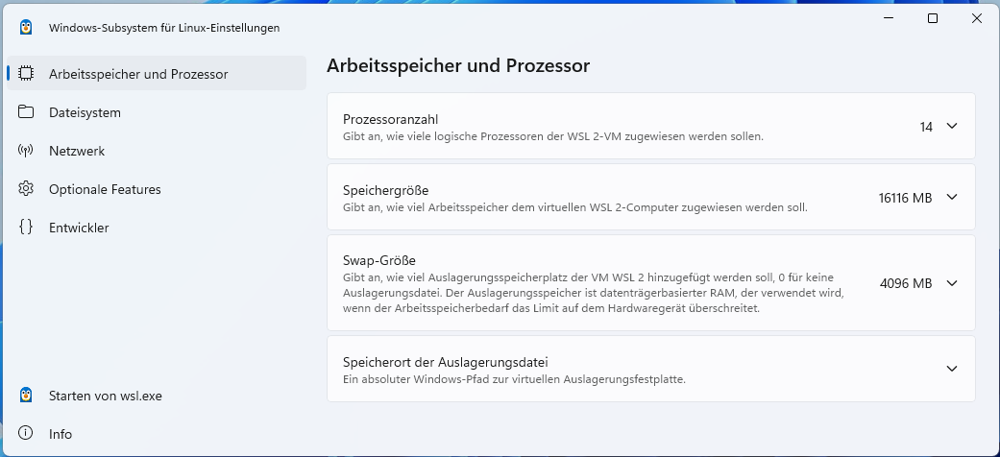 Windows-Subsystem für Linux-Einstellungen
Arbeitsspeicher und Prozessor
Dateisystem
Netzwerk
Optionale Features
Entwickler
Starten von wsl.exe
Info
Arbeitsspeicher und Prozessor
Prozessoranzahl
Gibt an, wie viele logische Prozessoren der WSL 2-VM zugewiesen werden sollen.
14
Speichergröße
Gibt an, wie viel Arbeitsspeicher dem virtuellen WSL 2-Computer zugewiesen werden soll.
16116 MB
Swap-Größe
Gibt an, wie viel Auslagerungsspeicherplatz der VM WSL 2 hinzugefügt werden soll, 0 für keine
Auslagerungsdatei. Der Auslagerungsspeicher ist datenträgerbasierter RAM, der verwendet wird,
wenn der Arbeitsspeicherbedarf das Limit auf dem Hardwaregerät überschreitet.
4096 MB
Speicherort der Auslagerungsdatei
Ein absoluter Windows-Pfad zur virtuellen Auslagerungsfestplatte.